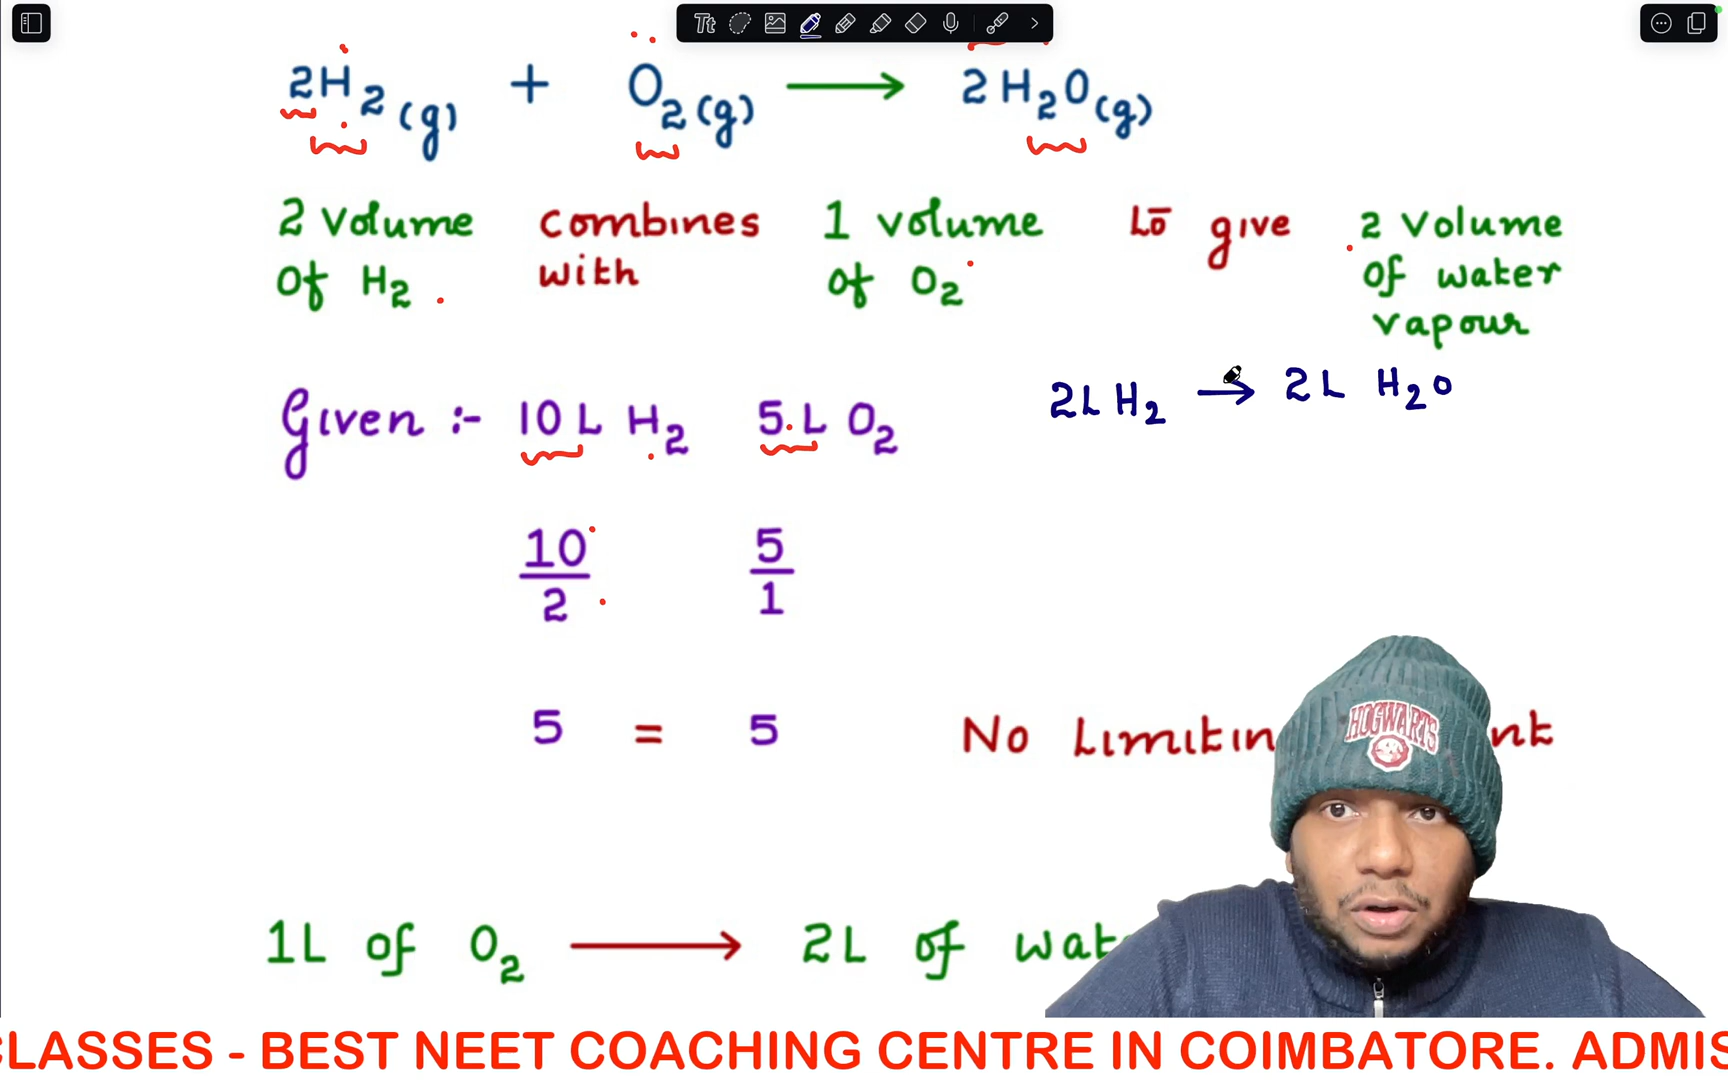 2H₂(g) + O₂(g) → 2H₂O(g)
2 Volume combines 1 volume to give 2 Volume
of H₂ with of O₂ of water
vapour
2L H₂ → 2L H₂O
Given :- 10 L H₂ 5 L O₂
10/2 5/1
5 = 5 No Limitin nt
HOGWARTS
1L of O₂ → 2L of wat
CLASSES - BEST NEET COACHING CENTRE IN COIMBATORE. ADMIS